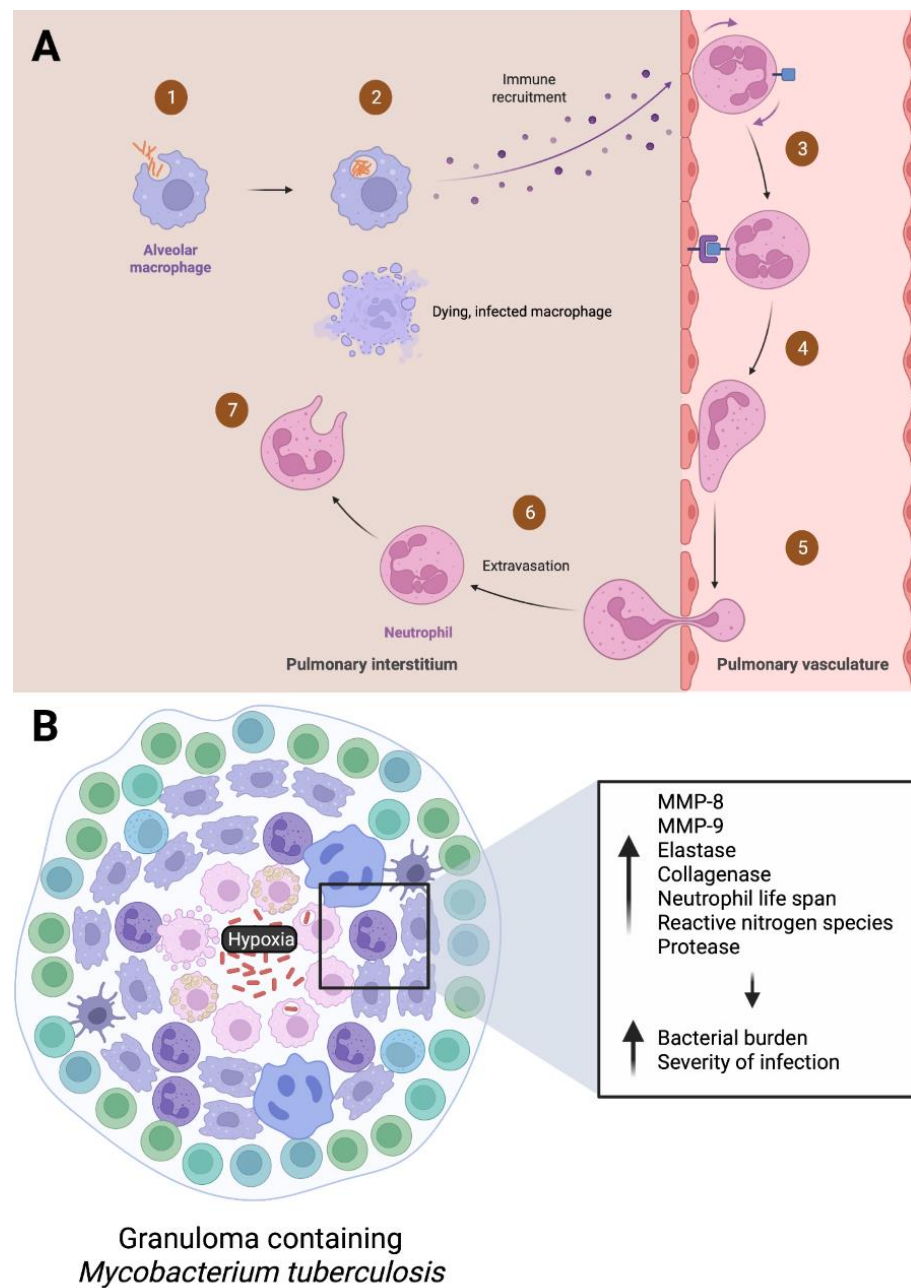 A
1
2
Immune
recruitment
3
Alveolar
macrophage
Dying, infected macrophage
4
7
6
5
Extravasation
Neutrophil
Pulmonary interstitium
Pulmonary vasculature
B
MMP-8
MMP-9
Elastase
Collagenase
Neutrophil life span
Reactive nitrogen species
Protease
Hypoxia
Bacterial burden
Severity of infection
Granuloma containing
Mycobacterium tuberculosis